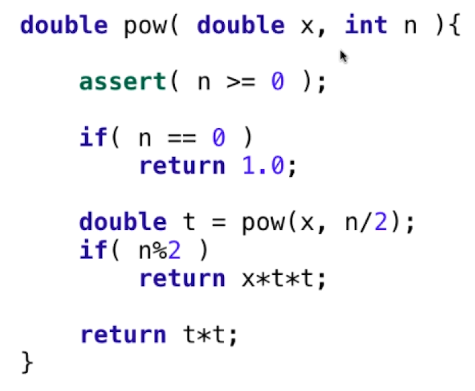 double pow( double x, int n ){
assert( n >= 0 );
if( n == 0 )
return 1.0;
double t = pow(x, n/2);
if( n%2 )
return x*t*t;
return t*t;
}